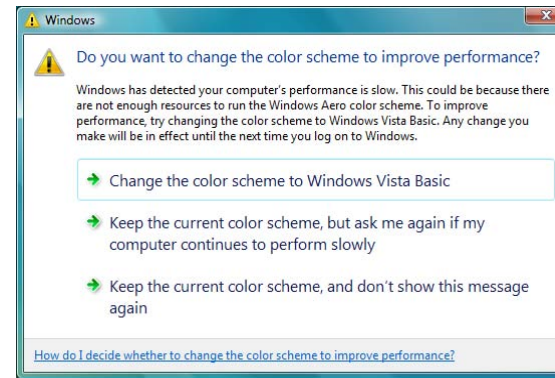 Windows
Do you want to change the color scheme to improve performance?
Windows has detected your computer's performance is slow. This could be because there
are not enough resources to run the Windows Aero color scheme. To improve
performance, try changing the color scheme to Windows Vista Basic. Any change you
make will be in effect until the next time you log on to Windows.
Change the color scheme to Windows Vista Basic
Keep the current color scheme, but ask me again if my
computer continues to perform slowly
Keep the current color scheme, and don't show this message
again
How do I decide whether to change the color scheme to improve performance?